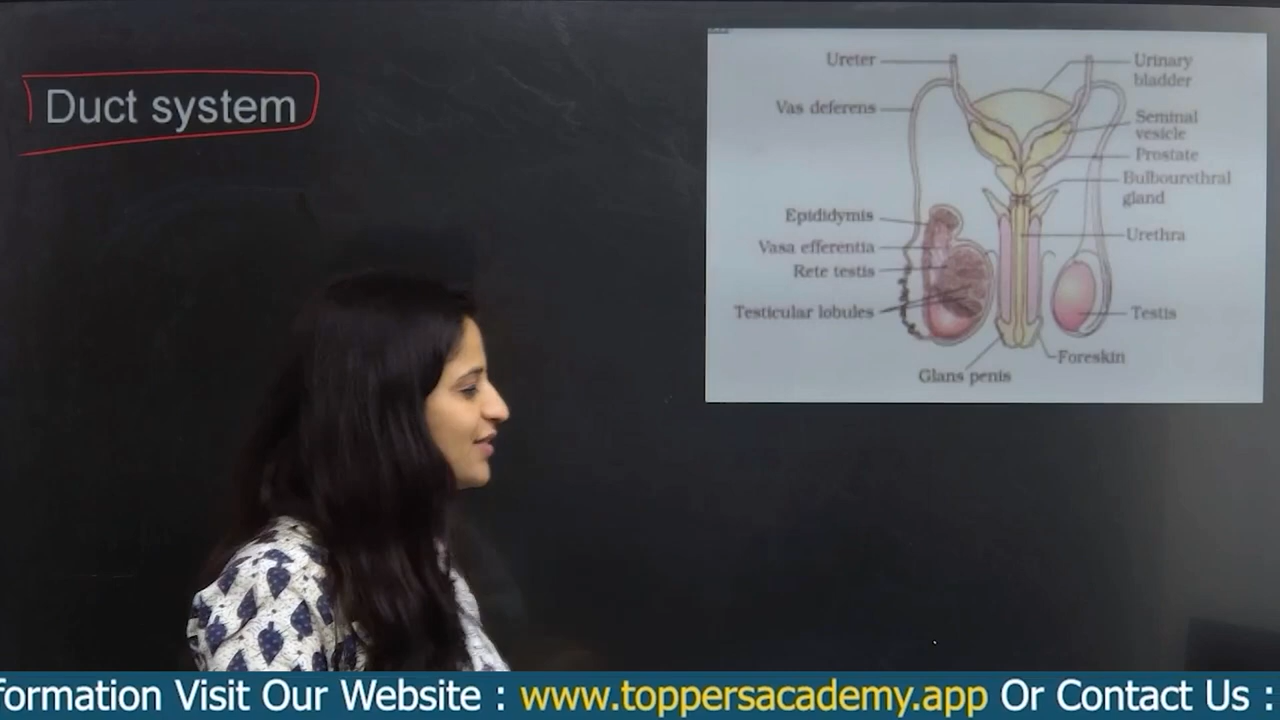 Duct system
Ureter
Vas deferens
Epididymis
Vasa efferentia
Rete testis
Testicular lobules
Glans penis
Urinary
bladder
Seminal
vesicle
Prostate
Bulbourethral
gland
Urethra
Testis
Foreskin
formation Visit Our Website : www.toppersacademy.app Or Contact Us :